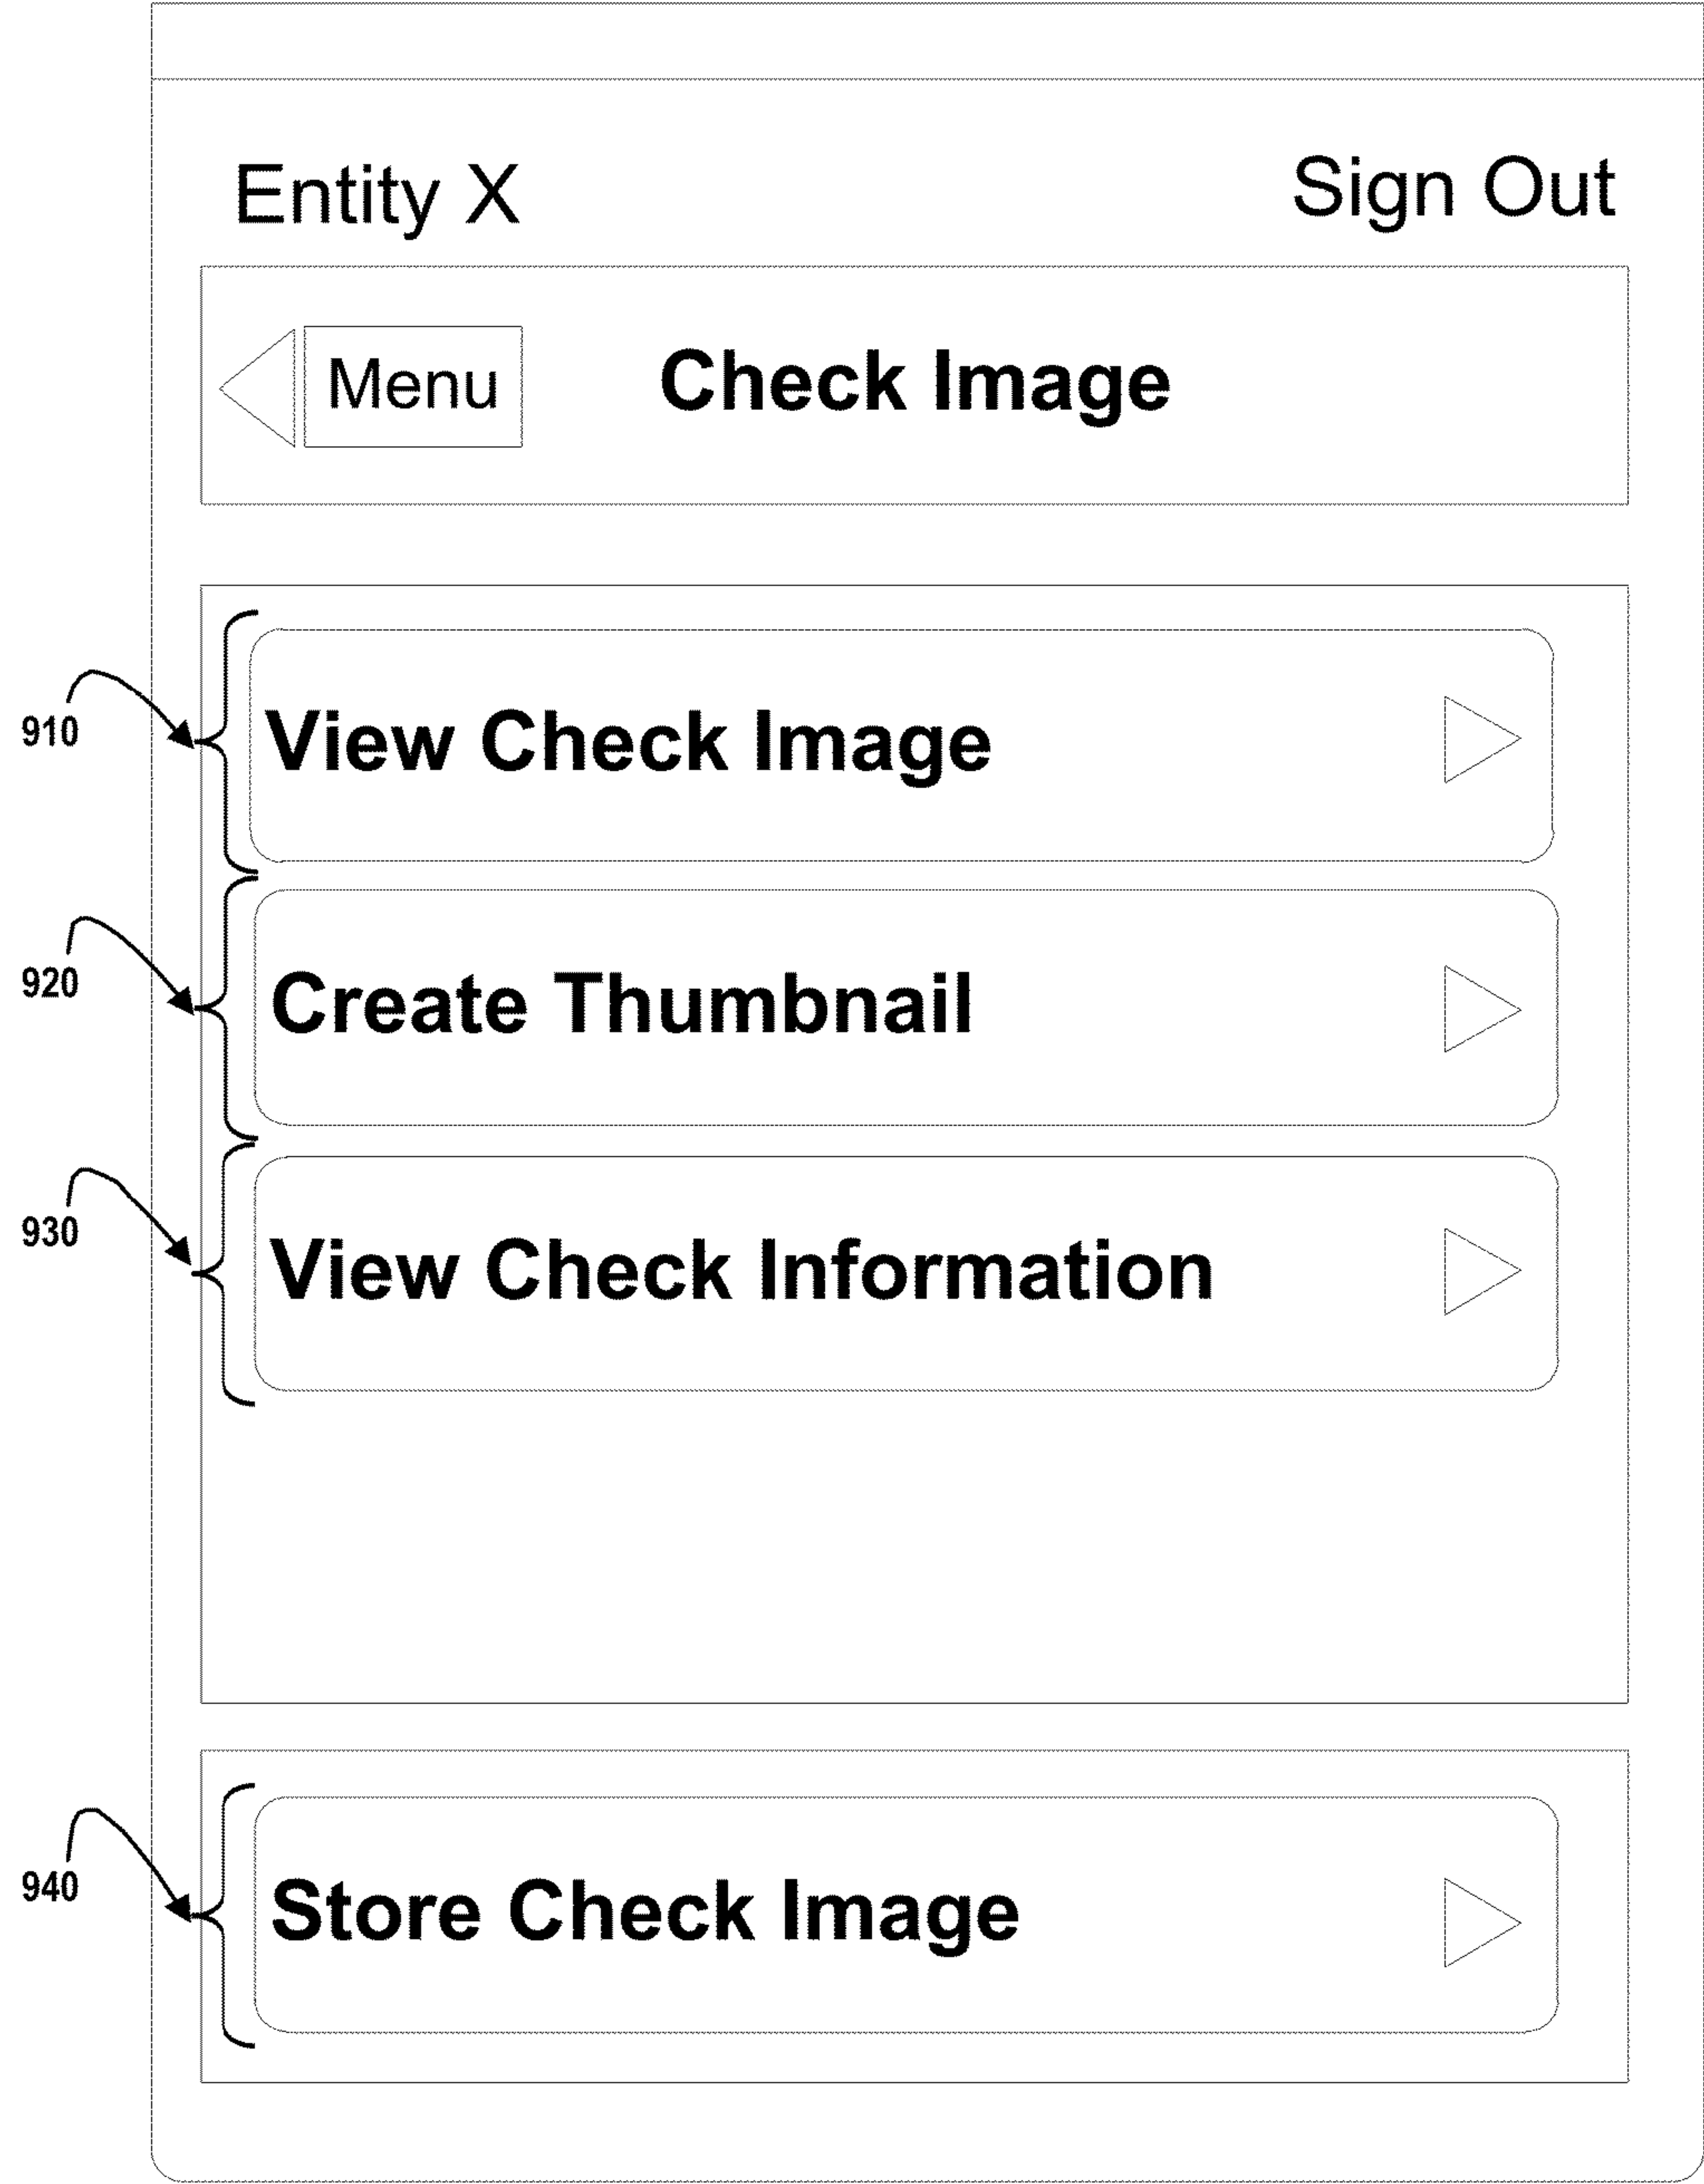 Entity X Sign Out
Menu Check Image
910 View Check Image
920 Create Thumbnail
930 View Check Information
940 Store Check Image